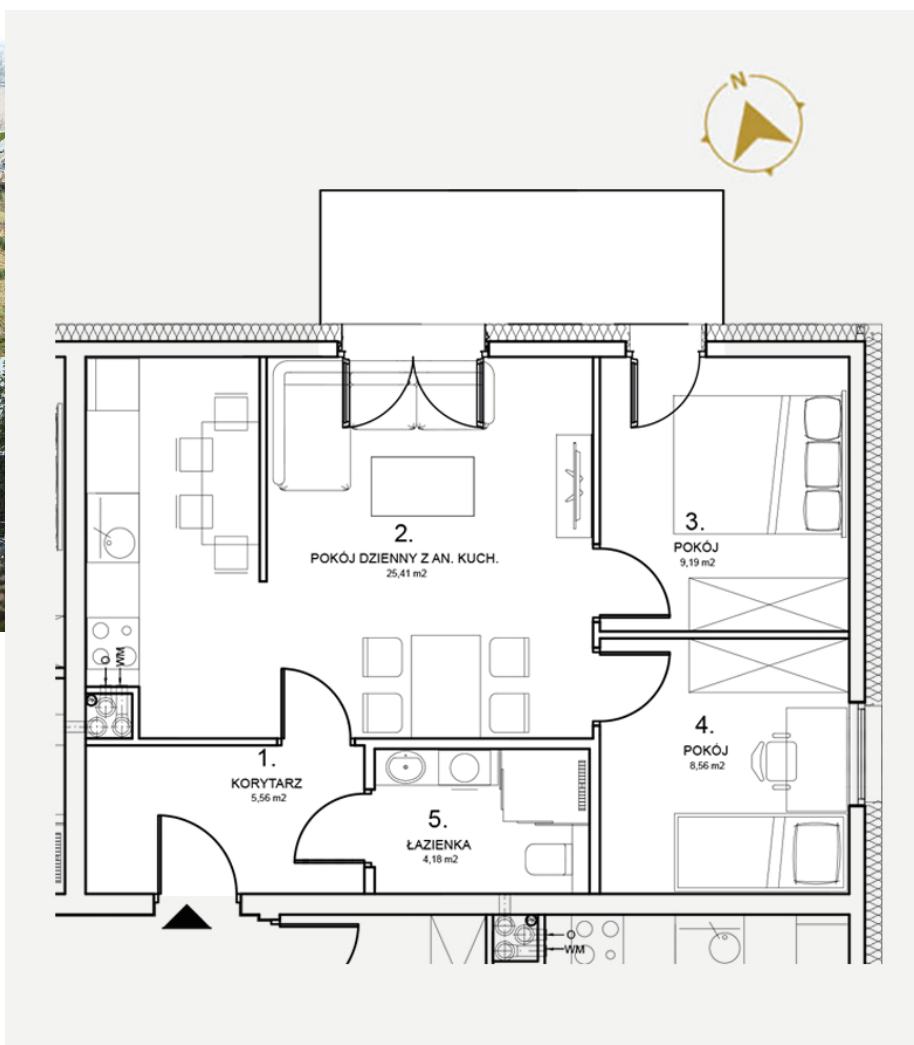 N
2.
POKÓJ DZIENNY Z AN. KUCH.
25,41 m2
3.
POKÓJ
9,19 m2
O
WM
4.
POKÓJ
8,56 m2
1.
KORYTARZ
5,56 m2
5.
ŁAZIENKA
4,18 m2
O
WM